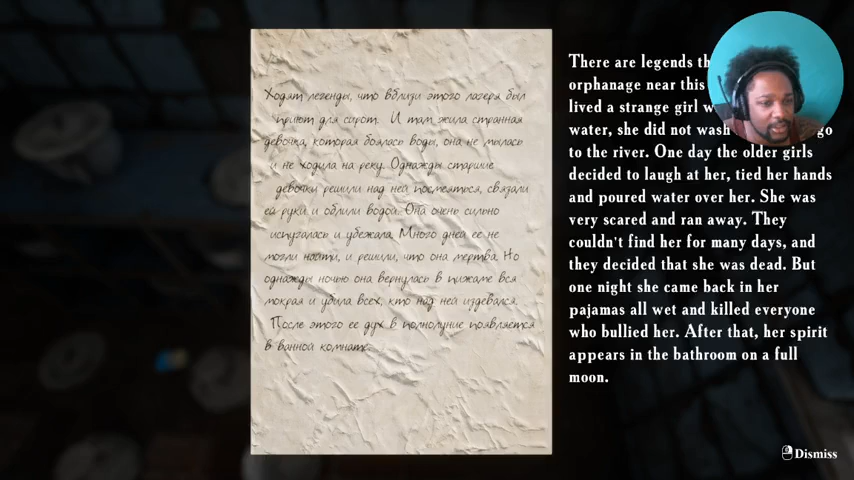 Ходят легенды, что вблизи этого лагеря был
приют для сирот. И там жила странная
девочка, которая боялась воды, она не мылась
и не ходила на реку. Однажды старшие
девочки решили над ней посмеяться, связали
ей руки и облили водой. Она очень сильно
испугалась и убежала. Много дней ее не
могли найти, и решили, что она мертва. Но
однажды ночью она вернулась в пижаме вся
мокрая и убила всех, кто над ней издевался.
После этого ее дух в полнолуние появляется
в ванной комнате.
There are legends
orphanage near this
lived a strange girl
water, she did not wash go
to the river. One day the older girls
decided to laugh at her, tied her hands
and poured water over her. She was
very scared and ran away. They
couldn't find her for many days, and
they decided that she was dead. But
one night she came back in her
pajamas all wet and killed everyone
who bullied her. After that, her spirit
appears in the bathroom on a full
moon.
Dismiss